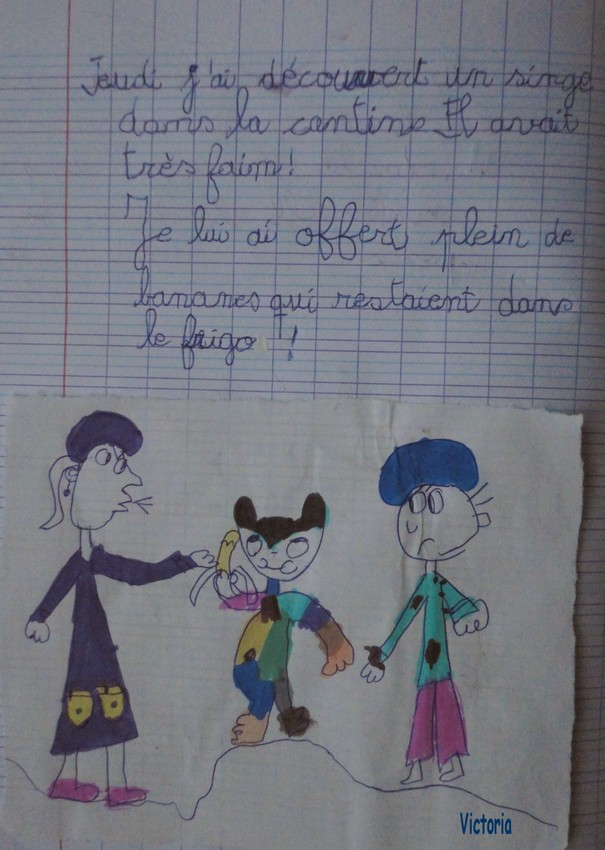 Jeudi j'ai découvert un singe
dans la cantine Il avait
très faim!
Je lui ai offert plein de
bananes qui restaient dans
le frigo !
Victoria